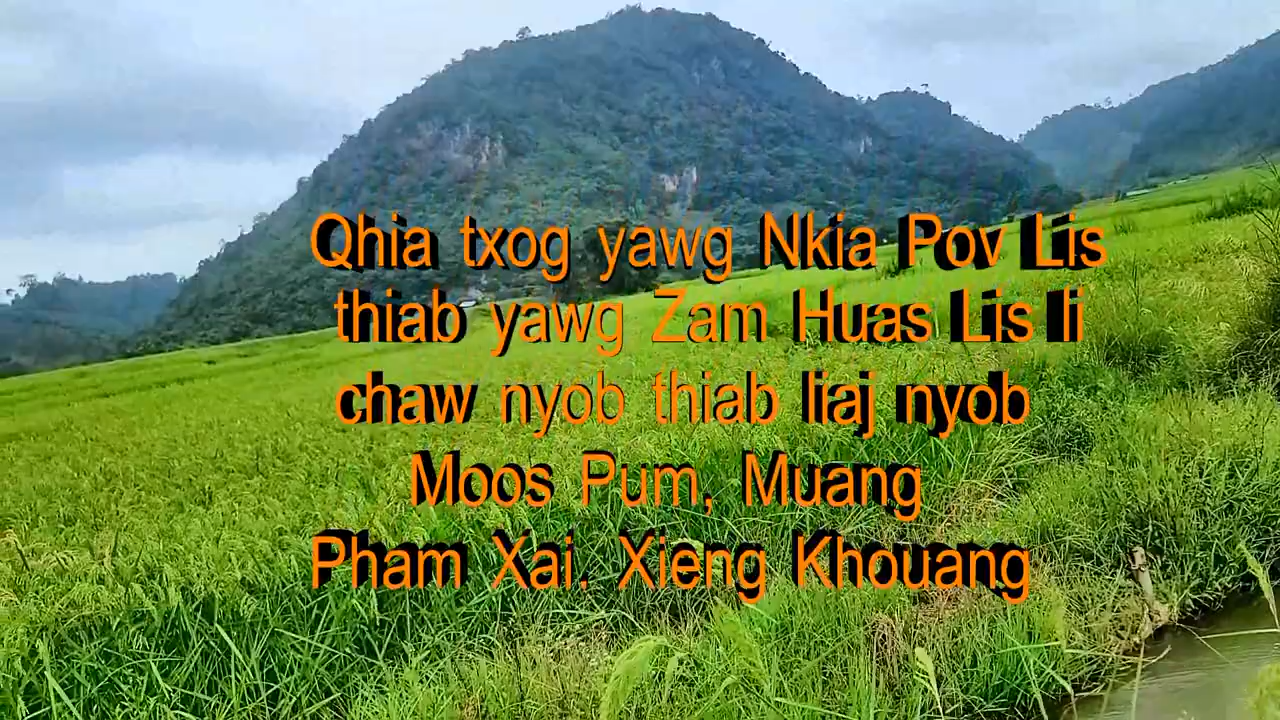 Qhia txog yawg Nkia Pov Lis
thiab yawg Zam Huas Lis li
chaw nyob thiab liaj nyob
Moos Pum, Muang
Pham Xai. Xieng Khouang